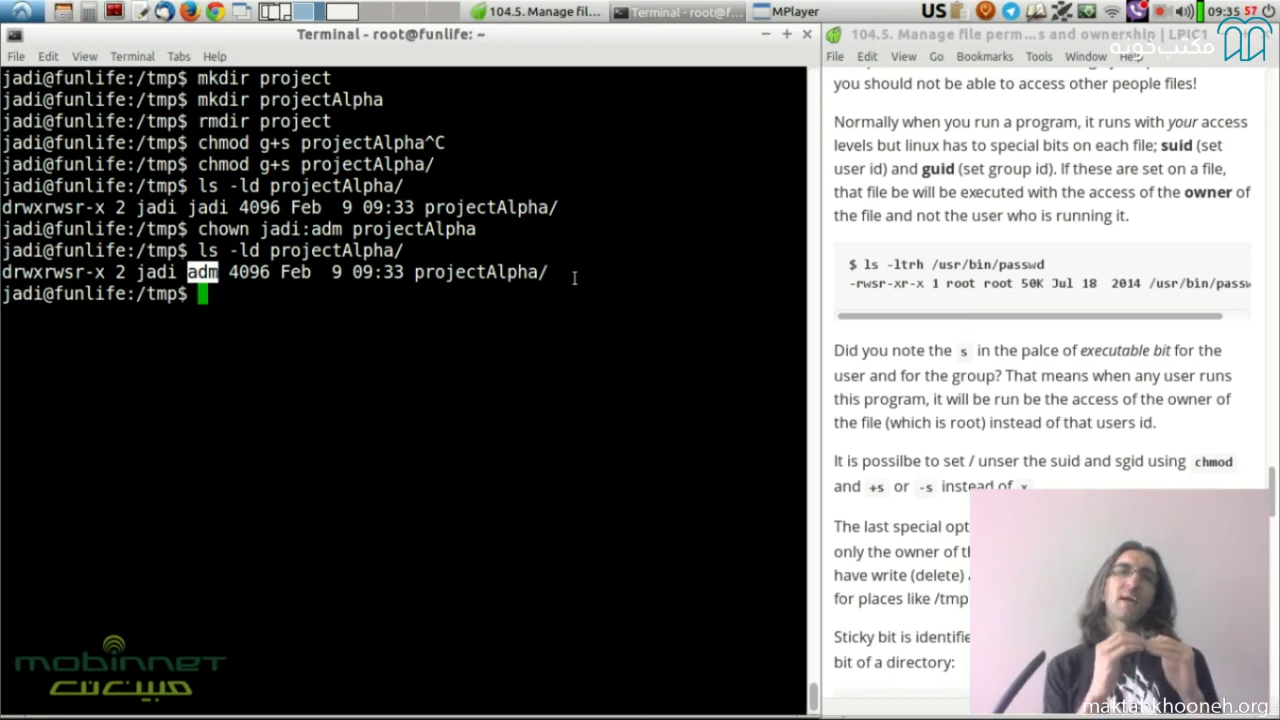 104.5. Manage fil...
Terminal - root@f...
MPlayer
US
09:35 57
Terminal - root@funlife: ~
File Edit View Terminal Tabs Help
jadi@funlife:/tmp$ mkdir project
jadi@funlife:/tmp$ mkdir projectAlpha
jadi@funlife:/tmp$ rmdir project
jadi@funlife:/tmp$ chmod g+s projectAlpha^C
jadi@funlife:/tmp$ chmod g+s projectAlpha/
jadi@funlife:/tmp$ ls -ld projectAlpha/
drwxrwsr-x 2 jadi jadi 4096 Feb  9 09:33 projectAlpha/
jadi@funlife:/tmp$ chown jadi:adm projectAlpha
jadi@funlife:/tmp$ ls -ld projectAlpha/
drwxrwsr-x 2 jadi adm 4096 Feb  9 09:33 projectAlpha/
jadi@funlife:/tmp$
mobinnet
مبین‌نت
104.5. Manage file perm...s and ownership | LPIC1
مکتب‌خونه
File Edit View Go Bookmarks Tools Window Help
you should not be able to access other people files!
Normally when you run a program, it runs with your access
levels but linux has to special bits on each file; suid (set
user id) and guid (set group id). If these are set on a file,
that file be will be executed with the access of the owner of
the file and not the user who is running it.
$ ls -ltrh /usr/bin/passwd
-rwsr-xr-x 1 root root 50K Jul 18  2014 /usr/bin/passw
Did you note the s in the palce of executable bit for the
user and for the group? That means when any user runs
this program, it will be run be the access of the owner of
the file (which is root) instead of that users id.
It is possilbe to set / unser the suid and sgid using chmod
and +s or -s instead of x
The last special opt
only the owner of th
have write (delete)
for places like /tmp
Sticky bit is identifie
bit of a directory:
maktabkhooneh.org